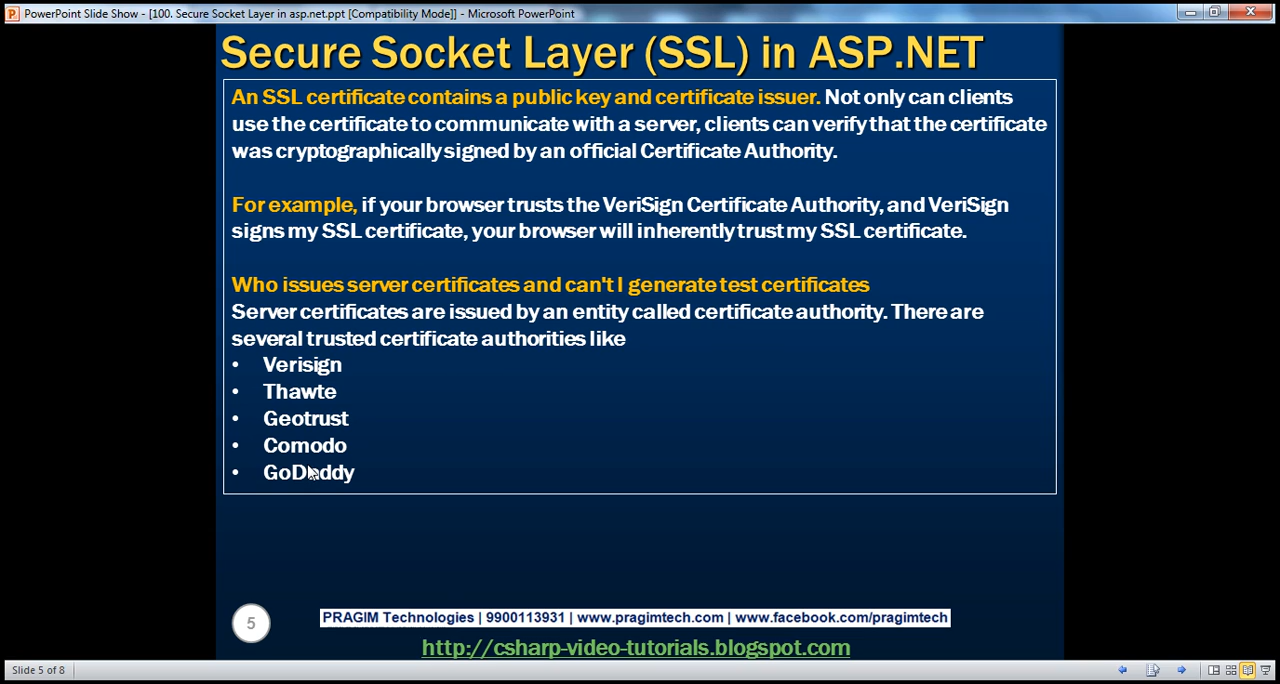 PowerPoint Slide Show - [100. Secure Socket Layer in asp.net.ppt [Compatibility Mode]] - Microsoft PowerPoint
Secure Socket Layer (SSL) in ASP.NET
An SSL certificate contains a public key and certificate issuer. Not only can clients
use the certificate to communicate with a server, clients can verify that the certificate
was cryptographically signed by an official Certificate Authority.
For example, if your browser trusts the VeriSign Certificate Authority, and VeriSign
signs my SSL certificate, your browser will inherently trust my SSL certificate.
Who issues server certificates and can't I generate test certificates
Server certificates are issued by an entity called certificate authority. There are
several trusted certificate authorities like
• Verisign
• Thawte
• Geotrust
• Comodo
• GoDaddy
5
PRAGIM Technologies | 9900113931 | www.pragimtech.com | www.facebook.com/pragimtech
http://csharp-video-tutorials.blogspot.com
Slide 5 of 8